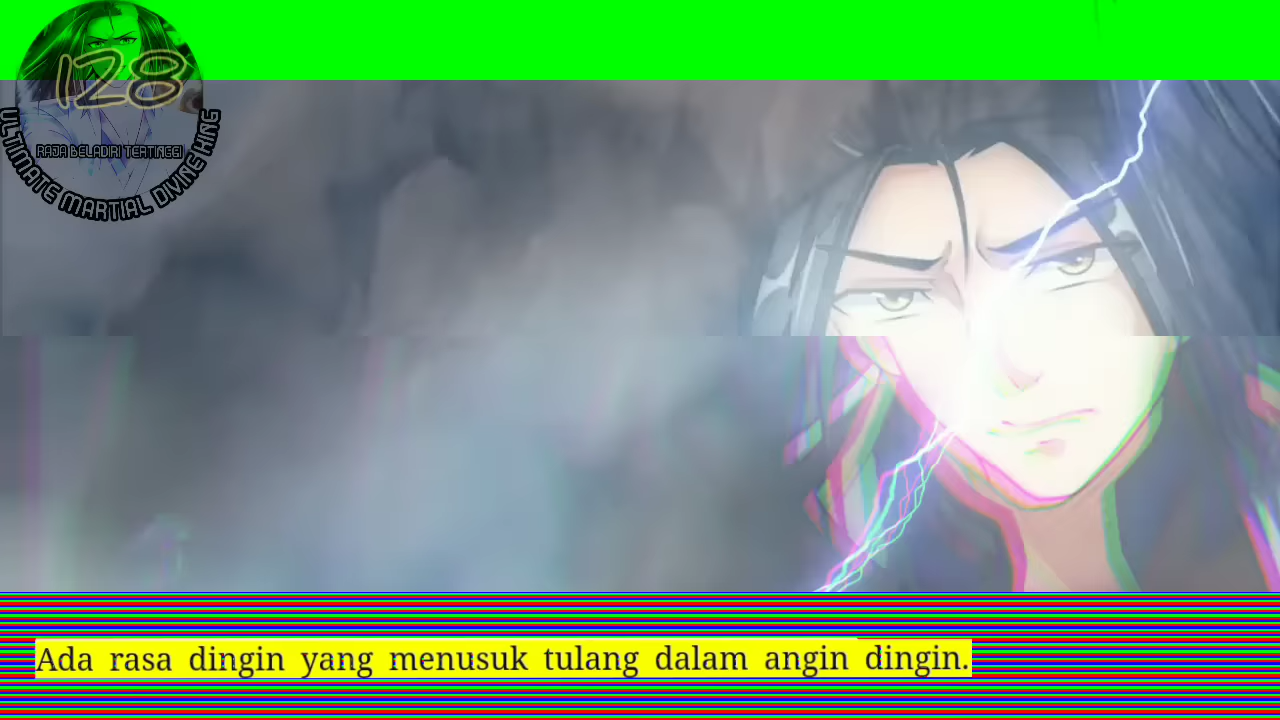 128
RAJA BELADIRI TERTINGGI
ULTIMATE MARTIAL DIVINE KING
Ada rasa dingin yang menusuk tulang dalam angin dingin.